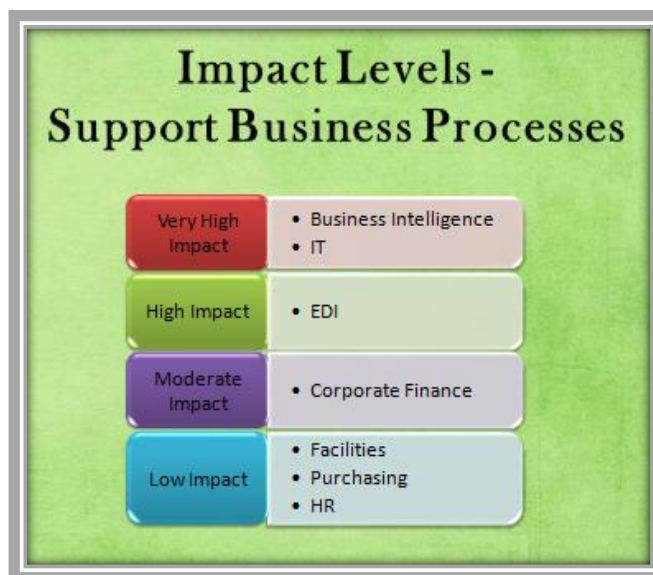 Impact Levels -
Support Business Processes
Very High
Impact
• Business Intelligence
• IT
High Impact
• EDI
Moderate
Impact
• Corporate Finance
Low Impact
• Facilities
• Purchasing
• HR